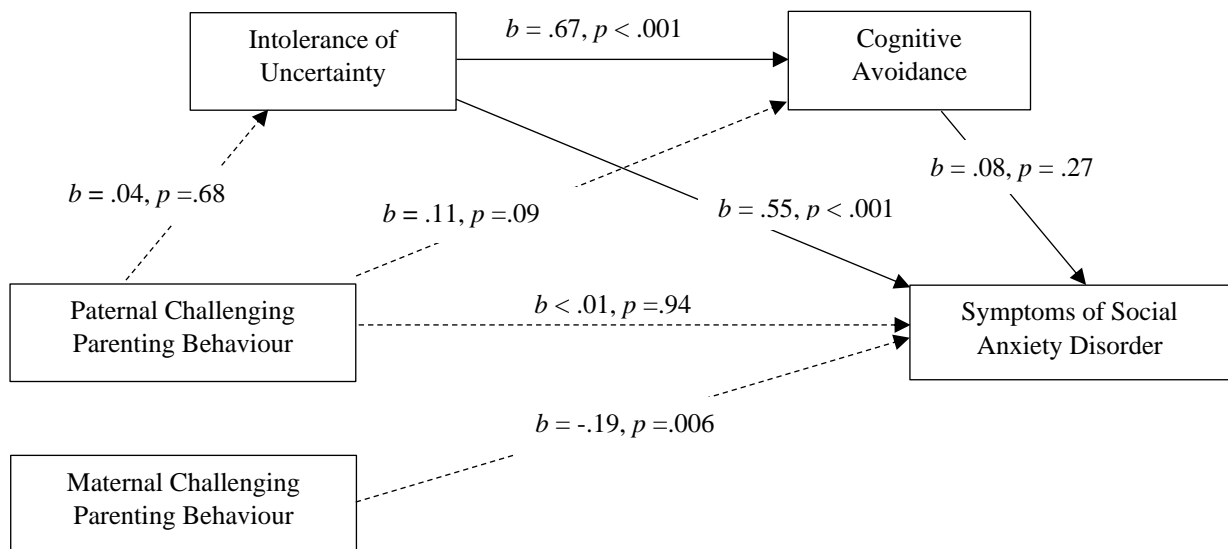 Intolerance of
Uncertainty
b = .67, p < .001
Cognitive
Avoidance
b = .04, p =.68
b = .11, p =.09
b = .55, p < .001
b = .08, p = .27
Paternal Challenging
Parenting Behaviour
b < .01, p =.94
Symptoms of Social
Anxiety Disorder
b = -.19, p =.006
Maternal Challenging
Parenting Behaviour